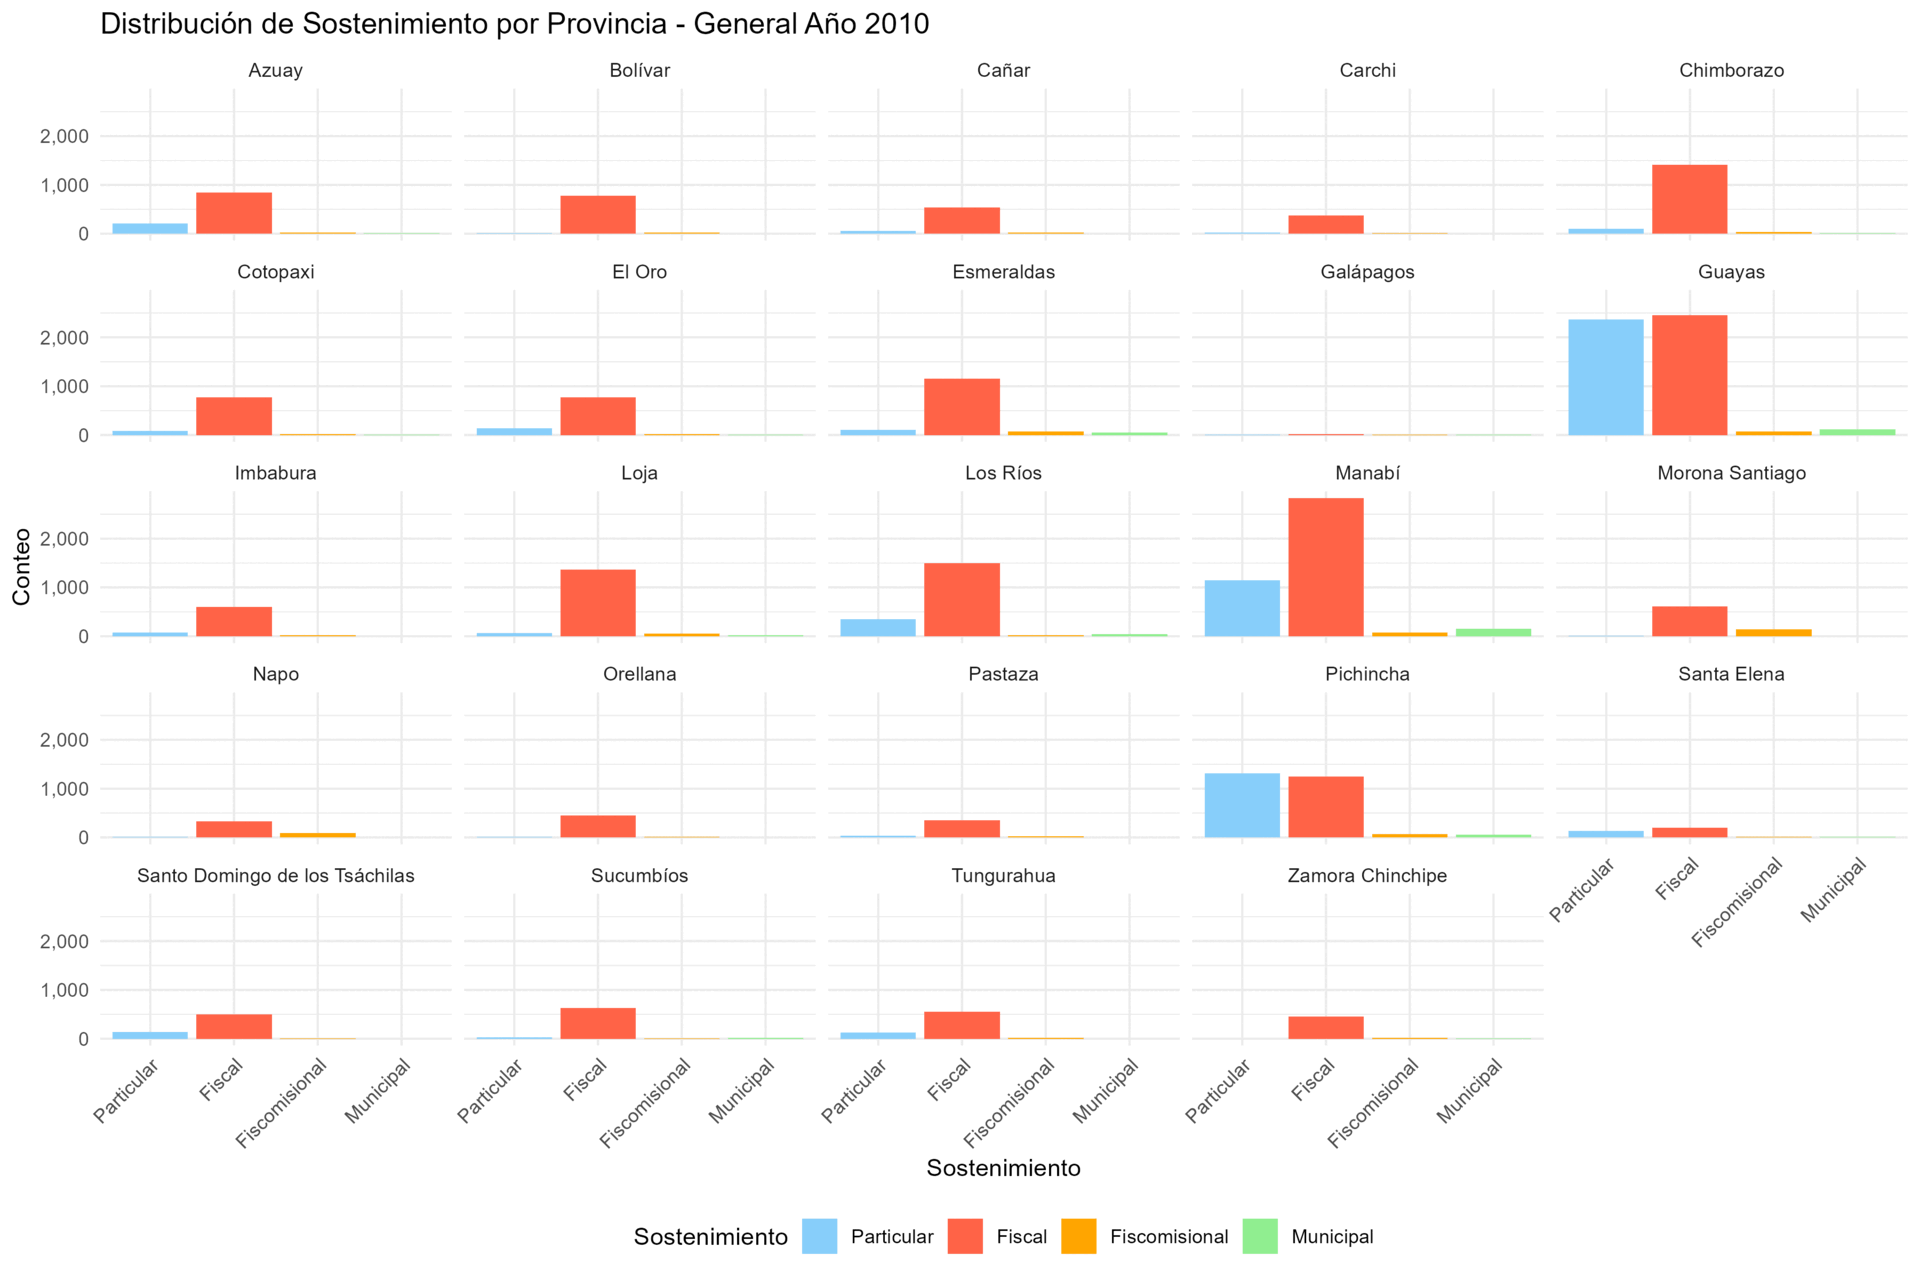 Distribución de Sostenimiento por Provincia - General Año 2010
Azuay Bolívar Cañar Carchi Chimborazo
2,000
1,000
0
Cotopaxi El Oro Esmeraldas Galápagos Guayas
2,000
1,000
0
Imbabura Loja Los Ríos Manabí Morona Santiago
2,000
1,000
0
Conteo
Napo Orellana Pastaza Pichincha Santa Elena
2,000
1,000
0
Particular Fiscal Fiscomisional Municipal
Santo Domingo de los Tsáchilas Sucumbíos Tungurahua Zamora Chinchipe
2,000
1,000
0
Particular Fiscal Fiscomisional Municipal Particular Fiscal Fiscomisional Municipal Particular Fiscal Fiscomisional Municipal Particular Fiscal Fiscomisional Municipal
Sostenimiento
Sostenimiento Particular Fiscal Fiscomisional Municipal